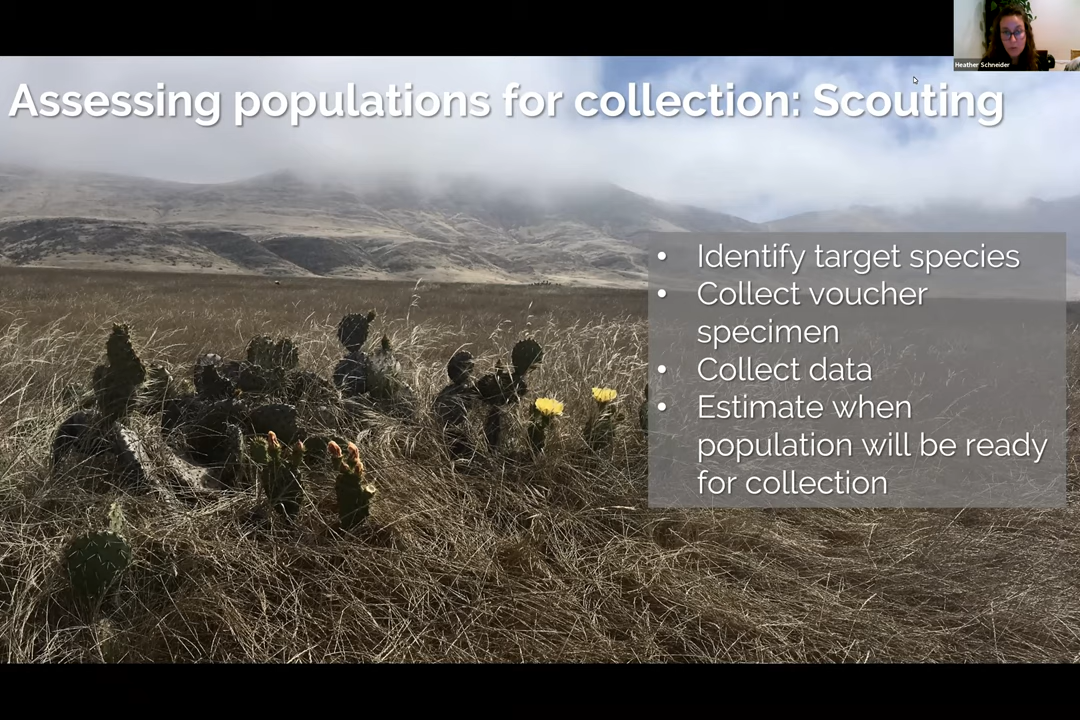 Heather Schneider
Assessing populations for collection: Scouting
• Identify target species
• Collect voucher
specimen
• Collect data
• Estimate when
population will be ready
for collection